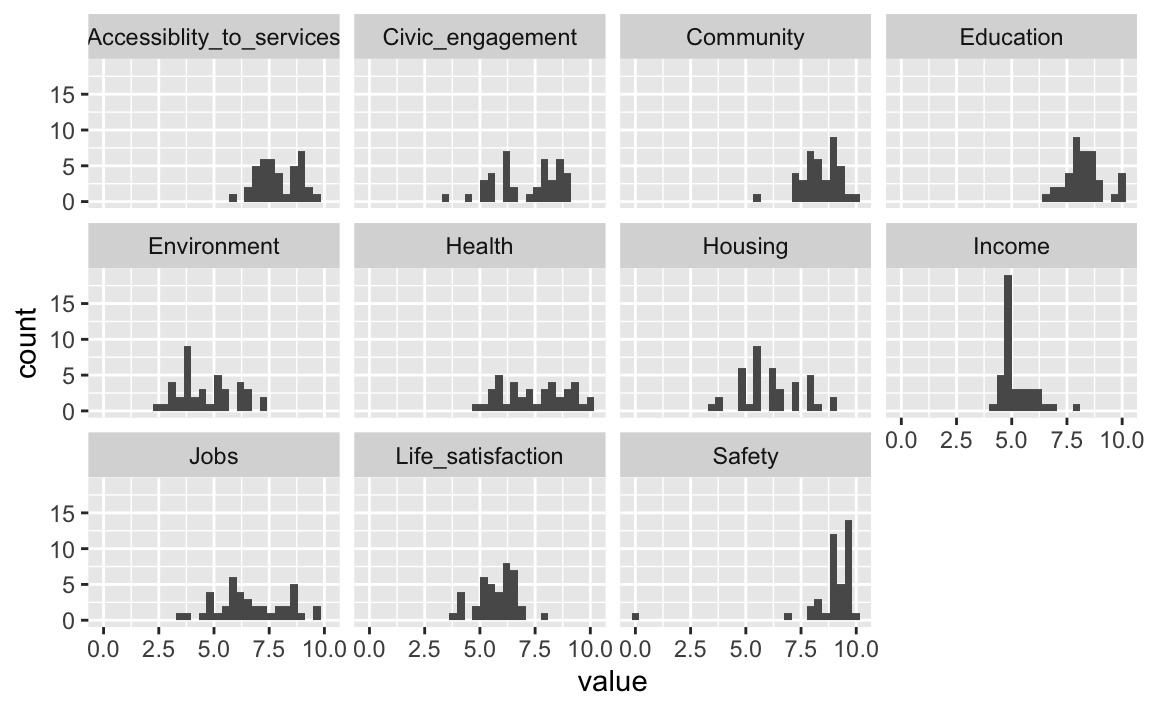 Accessiblity_to_services Civic_engagement Community Education
15
10
5
0
Environment Health Housing Income
15
10
5
0
0.0 2.5 5.0 7.5 10.0
Jobs Life_satisfaction Safety
15
10
5
0
0.0 2.5 5.0 7.5 10.0 0.0 2.5 5.0 7.5 10.0 0.0 2.5 5.0 7.5 10.0
value
count